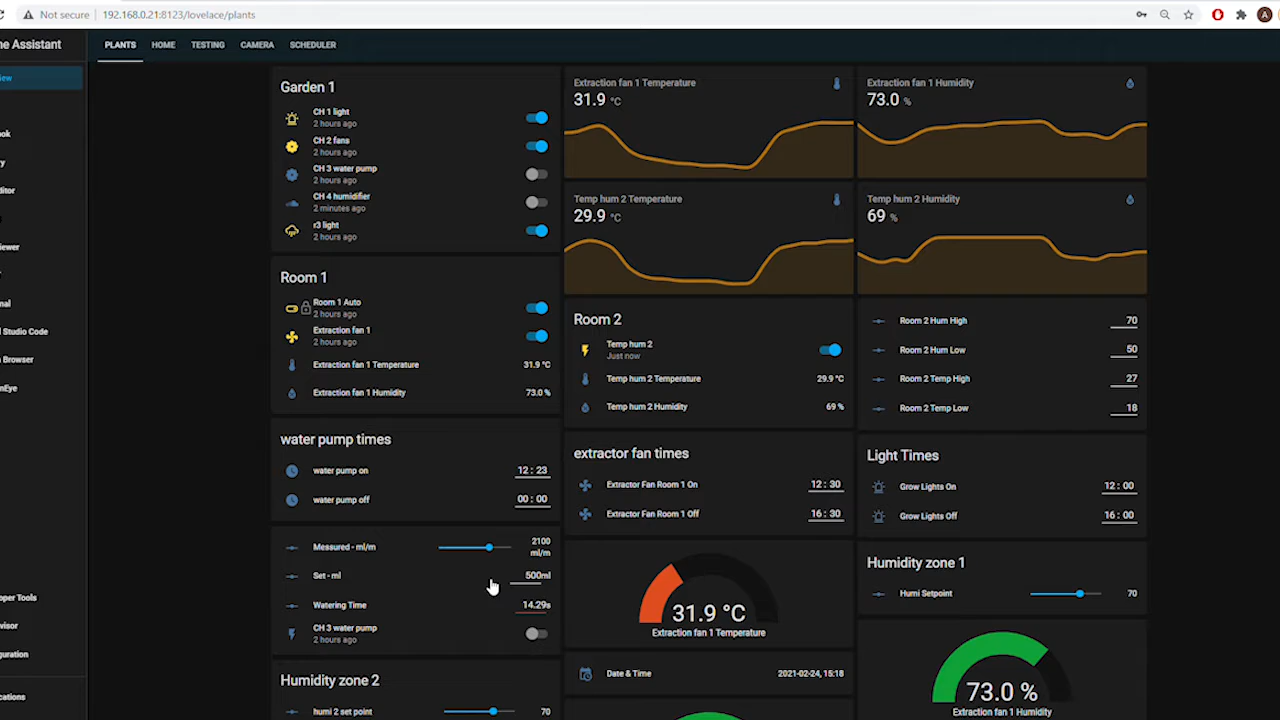 Not secure
192.168.0.21:8123/lovelace/plants
A
ne Assistant
PLANTS
HOME
TESTING
CAMERA
SCHEDULER
iew
ook
ry
ditor
iewer
nal
l Studio Code
Browser
nEye
oper Tools
rvisor
guration
cations
Garden 1
CH 1 light
2 hours ago
CH 2 fans
2 hours ago
CH 3 water pump
2 hours ago
CH 4 humidifier
2 minutes ago
r3 light
2 hours ago
Room 1
Room 1 Auto
2 hours ago
Extraction fan 1
2 hours ago
Extraction fan 1 Temperature 31.9 °C
Extraction fan 1 Humidity 73.0 %
water pump times
water pump on 12 : 23
water pump off 00 : 00
Messured - ml/m 2100 ml/m
Set - ml 500ml
Watering Time 14.29s
CH 3 water pump
2 hours ago
Humidity zone 2
humi 2 set point 70
Extraction fan 1 Temperature
31.9 °C
Temp hum 2 Temperature
29.9 °C
Room 2
Temp hum 2
Just now
Temp hum 2 Temperature 29.9 °C
Temp hum 2 Humidity 69 %
extractor fan times
Extractor Fan Room 1 On 12 : 30
Extractor Fan Room 1 Off 16 : 30
31.9 °C
Extraction fan 1 Temperature
Date & Time 2021-02-24, 15:18
Extraction fan 1 Humidity
73.0 %
Temp hum 2 Humidity
69 %
Room 2 Hum High 70
Room 2 Hum Low 50
Room 2 Temp High 27
Room 2 Temp Low 18
Light Times
Grow Lights On 12 : 00
Grow Lights Off 16 : 00
Humidity zone 1
Humi Setpoint 70
73.0 %
Extraction fan 1 Humidity